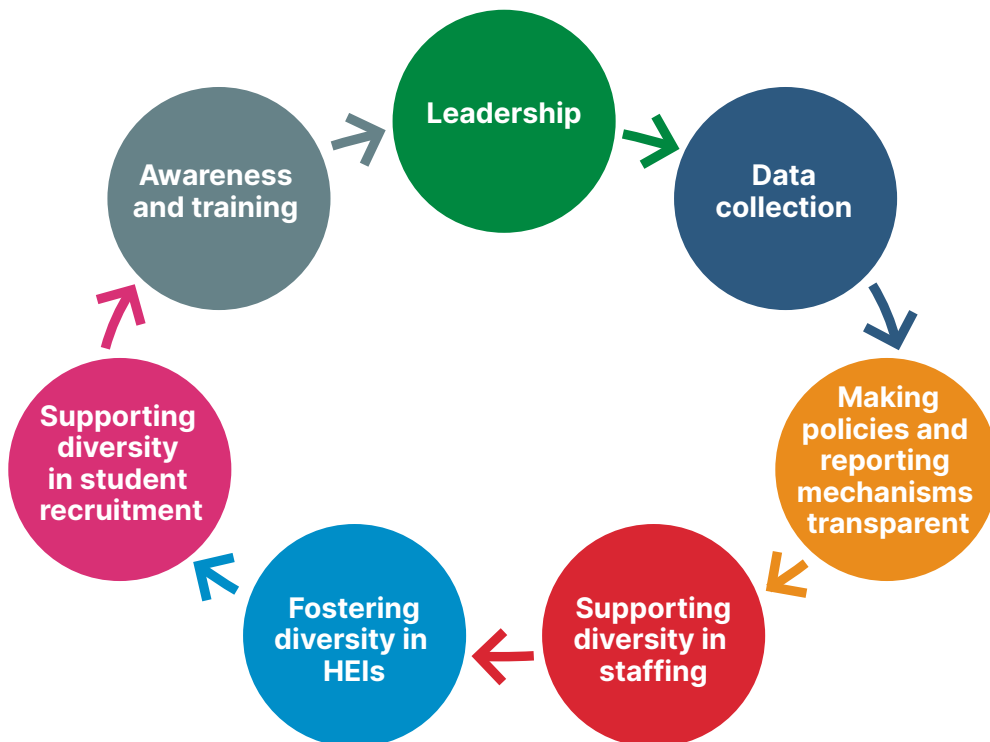 Leadership
Data
collection
Making
policies and
reporting
mechanisms
transparent
Supporting
diversity in
staffing
Fostering
diversity in
HEIs
Supporting
diversity
in student
recruitment
Awareness
and training